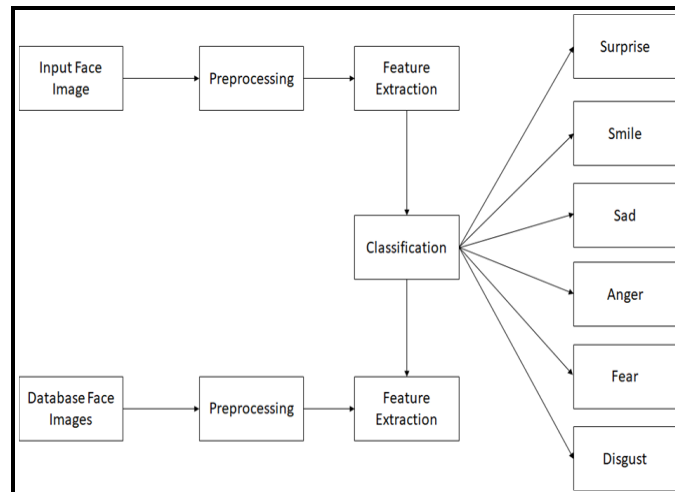 Input Face
Image
Preprocessing
Feature
Extraction
Classification
Database Face
Images
Preprocessing
Feature
Extraction
Surprise
Smile
Sad
Anger
Fear
Disgust